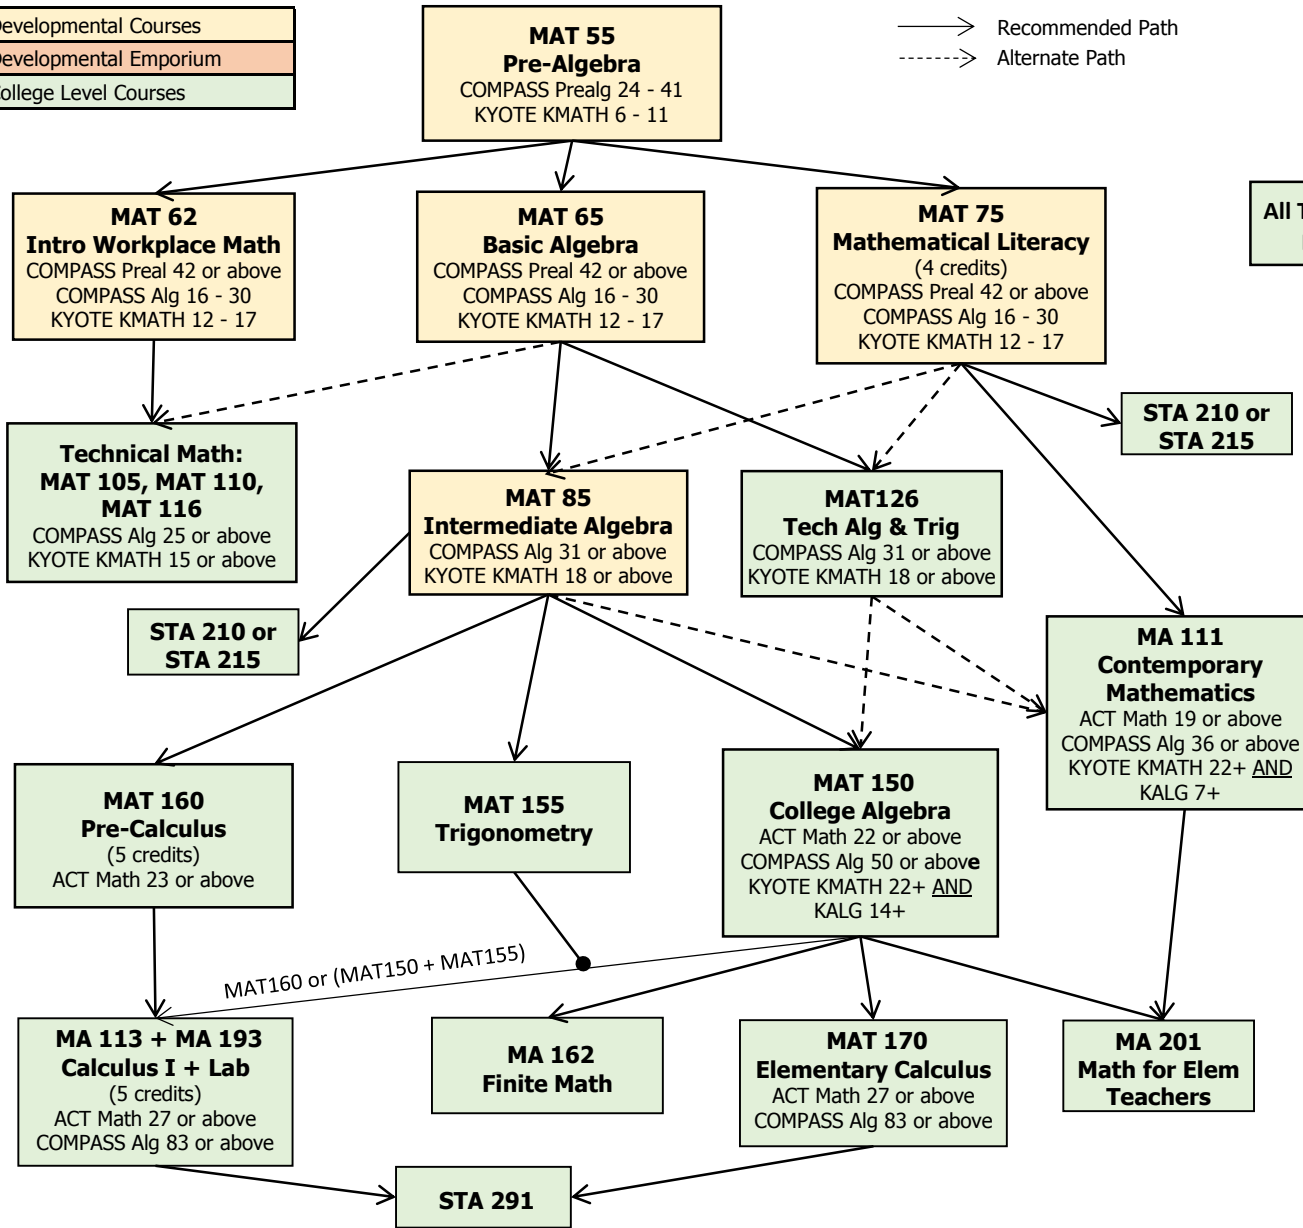 evelopmental Courses
evelopmental Emporium
ollege Level Courses
Recommended Path
Alternate Path
MAT 55
Pre-Algebra
COMPASS Prealg 24 - 41
KYOTE KMATH 6 - 11
MAT 62
Intro Workplace Math
COMPASS Preal 42 or above
COMPASS Alg 16 - 30
KYOTE KMATH 12 - 17
MAT 65
Basic Algebra
COMPASS Preal 42 or above
COMPASS Alg 16 - 30
KYOTE KMATH 12 - 17
MAT 75
Mathematical Literacy
(4 credits)
COMPASS Preal 42 or above
COMPASS Alg 16 - 30
KYOTE KMATH 12 - 17
All T
STA 210 or
STA 215
Technical Math:
MAT 105, MAT 110,
MAT 116
COMPASS Alg 25 or above
KYOTE KMATH 15 or above
MAT 85
Intermediate Algebra
COMPASS Alg 31 or above
KYOTE KMATH 18 or above
MAT126
Tech Alg & Trig
COMPASS Alg 31 or above
KYOTE KMATH 18 or above
STA 210 or
STA 215
MA 111
Contemporary
Mathematics
ACT Math 19 or above
COMPASS Alg 36 or above
KYOTE KMATH 22+ AND
KALG 7+
MAT 160
Pre-Calculus
(5 credits)
ACT Math 23 or above
MAT 155
Trigonometry
MAT 150
College Algebra
ACT Math 22 or above
COMPASS Alg 50 or above
KYOTE KMATH 22+ AND
KALG 14+
MAT160 or (MAT150 + MAT155)
MA 113 + MA 193
Calculus I + Lab
(5 credits)
ACT Math 27 or above
COMPASS Alg 83 or above
MA 162
Finite Math
MAT 170
Elementary Calculus
ACT Math 27 or above
COMPASS Alg 83 or above
MA 201
Math for Elem
Teachers
STA 291